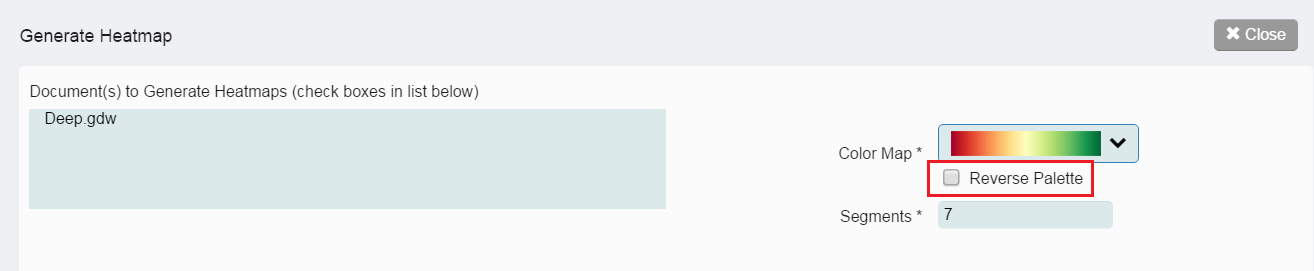 Generate Heatmap
✖ Close
Document(s) to Generate Heatmaps (check boxes in list below)
Deep.gdw
Color Map *
Reverse Palette
Segments * 7